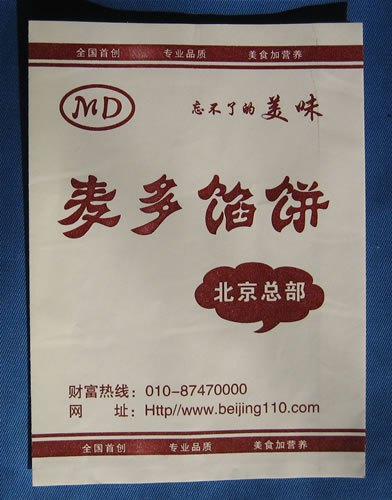 全国首创 专业品质 美食加营养
MD 忘不了的美味
麦多馅饼
北京总部
财富热线：010-87470000
网 址：Http//www.beijing110.com
全国首创 专业品质 美食加营养